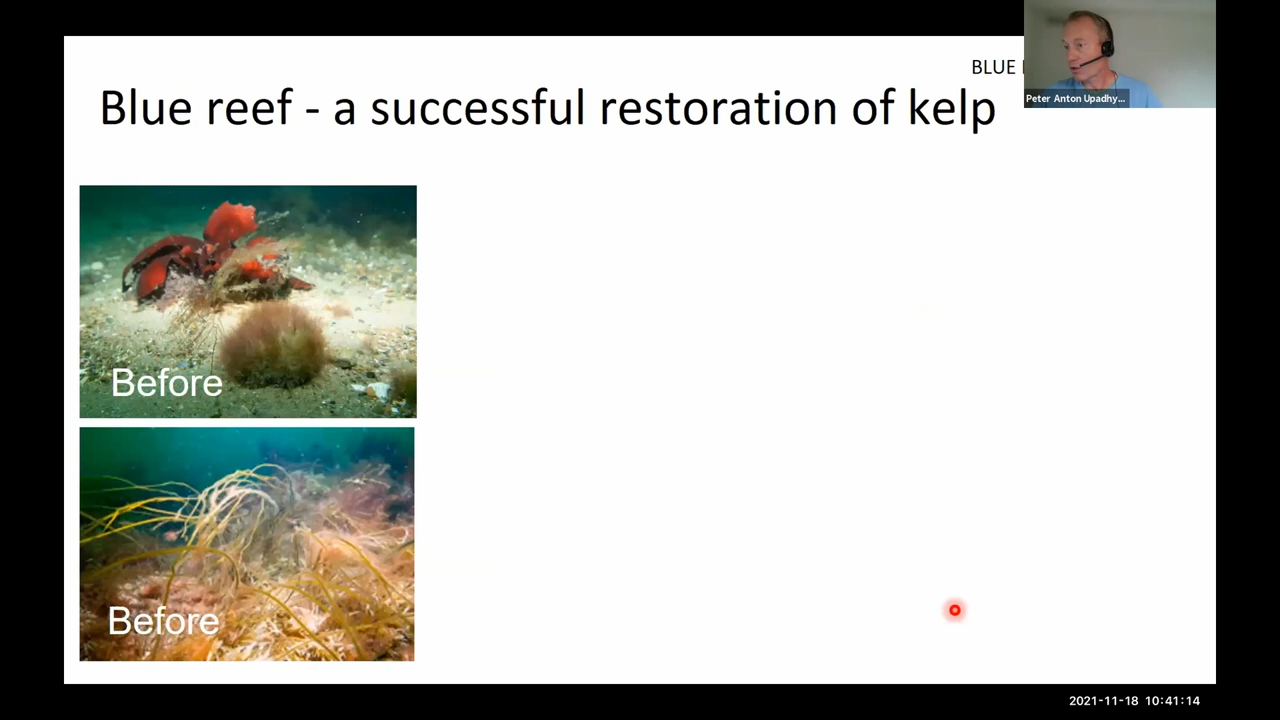 BLUE
Blue reef - a successful restoration of kelp
Peter Anton Upadhy...
Before
Before
2021-11-18 10:41:14